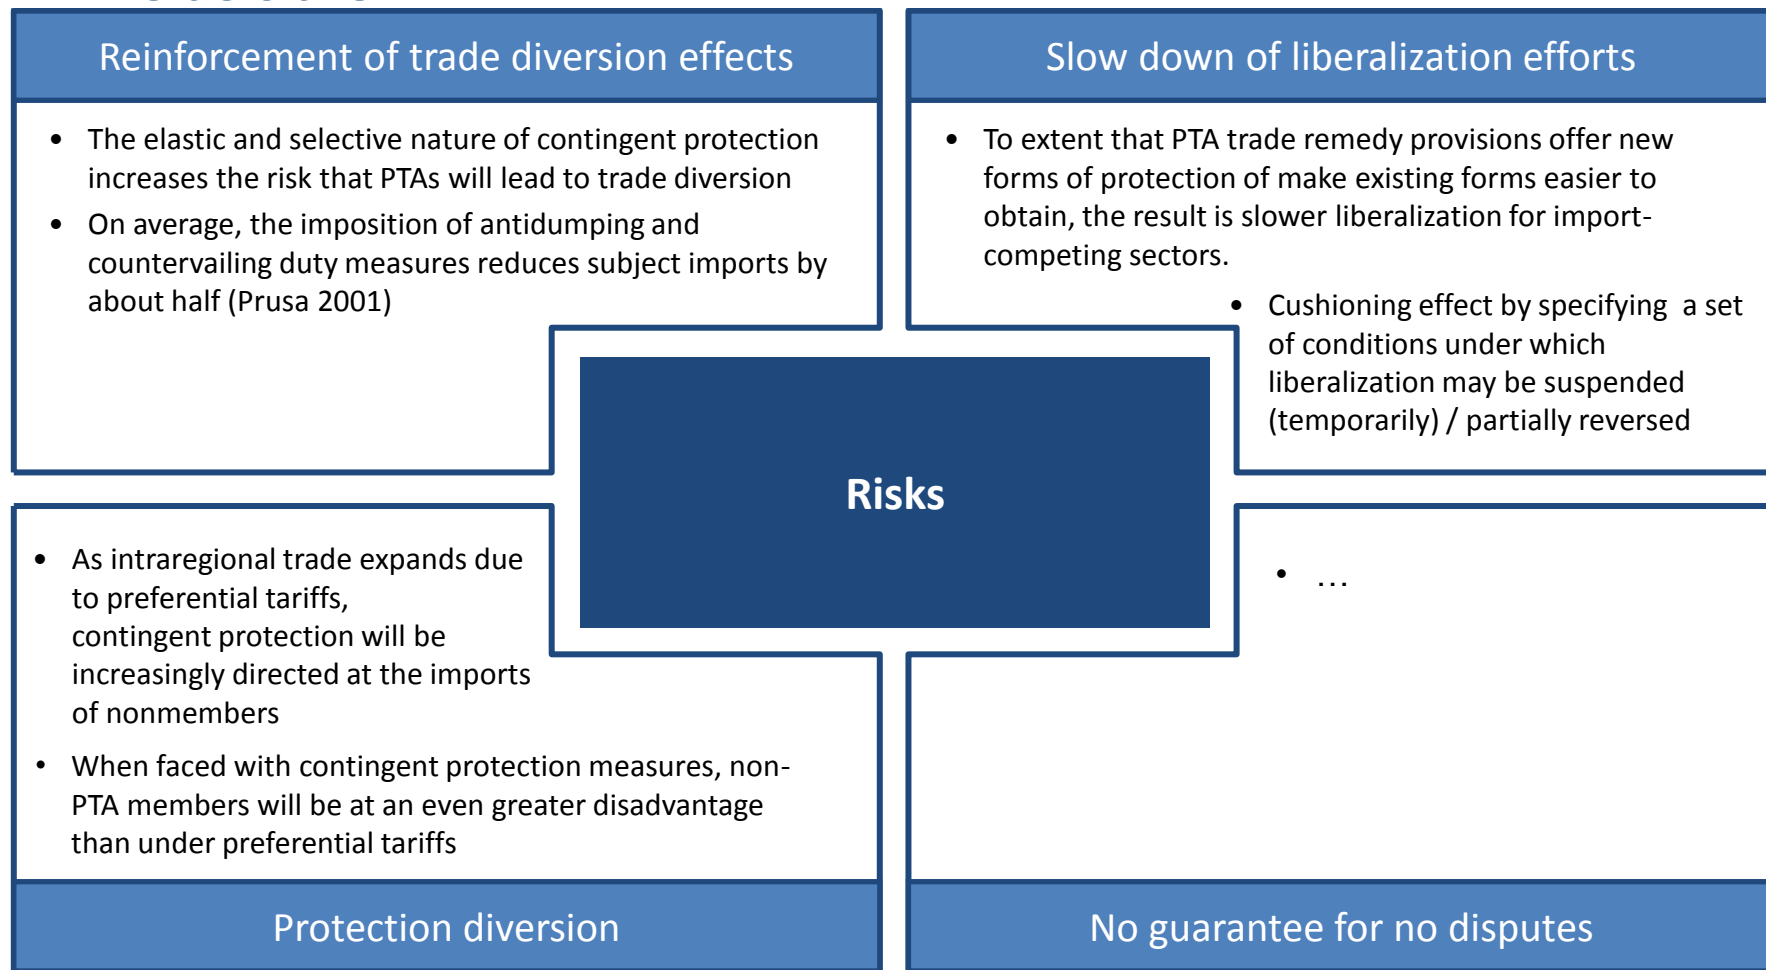 Reinforcement of trade diversion effects
• The elastic and selective nature of contingent protection
increases the risk that PTAs will lead to trade diversion
• On average, the imposition of antidumping and
countervailing duty measures reduces subject imports by
about half (Prusa 2001)
Slow down of liberalization efforts
• To extent that PTA trade remedy provisions offer new
forms of protection of make existing forms easier to
obtain, the result is slower liberalization for import-
competing sectors.
• Cushioning effect by specifying a set
of conditions under which
liberalization may be suspended
(temporarily) / partially reversed
Risks
• As intraregional trade expands due
to preferential tariffs,
contingent protection will be
increasingly directed at the imports
of nonmembers
• When faced with contingent protection measures, non-
PTA members will be at an even greater disadvantage
than under preferential tariffs
Protection diversion
• …
No guarantee for no disputes